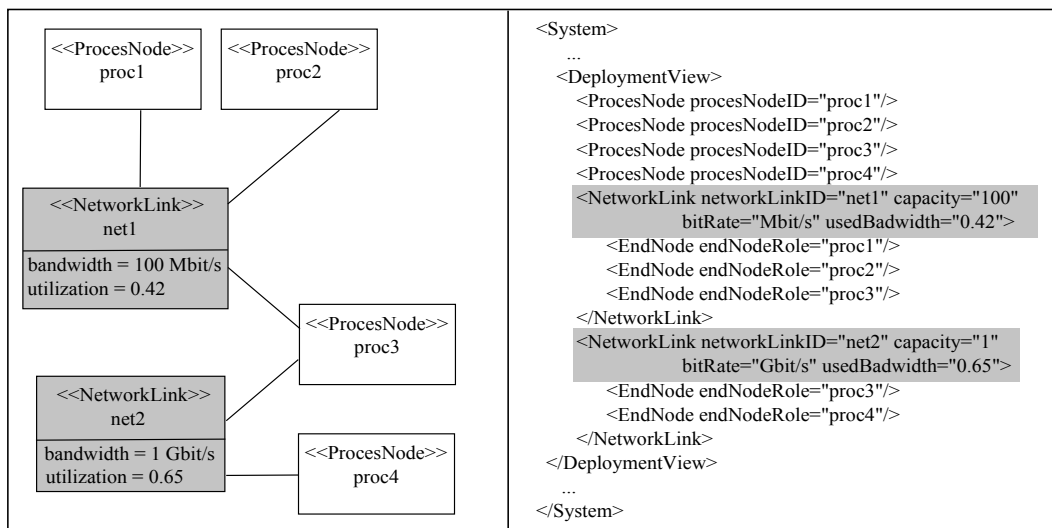 <<ProcesNode>>
proc1
<<ProcesNode>>
proc2
<<NetworkLink>>
net1
bandwidth = 100 Mbit/s
utilization = 0.42
<<ProcesNode>>
proc3
<<NetworkLink>>
net2
bandwidth = 1 Gbit/s
utilization = 0.65
<<ProcesNode>>
proc4
<System>
...
<DeploymentView>
<ProcesNode procesNodeID="proc1"/>
<ProcesNode procesNodeID="proc2"/>
<ProcesNode procesNodeID="proc3"/>
<ProcesNode procesNodeID="proc4"/>
<NetworkLink networkLinkID="net1" capacity="100"
bitRate="Mbit/s" usedBadwidth="0.42">
<EndNode endNodeRole="proc1"/>
<EndNode endNodeRole="proc2"/>
<EndNode endNodeRole="proc3"/>
</NetworkLink>
<NetworkLink networkLinkID="net2" capacity="1"
bitRate="Gbit/s" usedBadwidth="0.65">
<EndNode endNodeRole="proc3"/>
<EndNode endNodeRole="proc4"/>
</NetworkLink>
</DeploymentView>
...
</System>